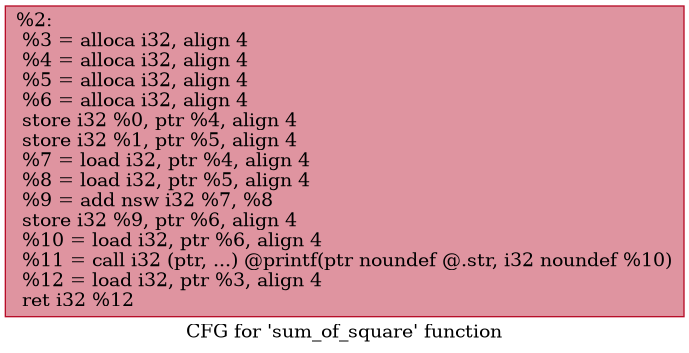 %2:
%3 = alloca i32, align 4
%4 = alloca i32, align 4
%5 = alloca i32, align 4
%6 = alloca i32, align 4
store i32 %0, ptr %4, align 4
store i32 %1, ptr %5, align 4
%7 = load i32, ptr %4, align 4
%8 = load i32, ptr %5, align 4
%9 = add nsw i32 %7, %8
store i32 %9, ptr %6, align 4
%10 = load i32, ptr %6, align 4
%11 = call i32 (ptr, ...) @printf(ptr noundef @.str, i32 noundef %10)
%12 = load i32, ptr %3, align 4
ret i32 %12
CFG for 'sum_of_square' function